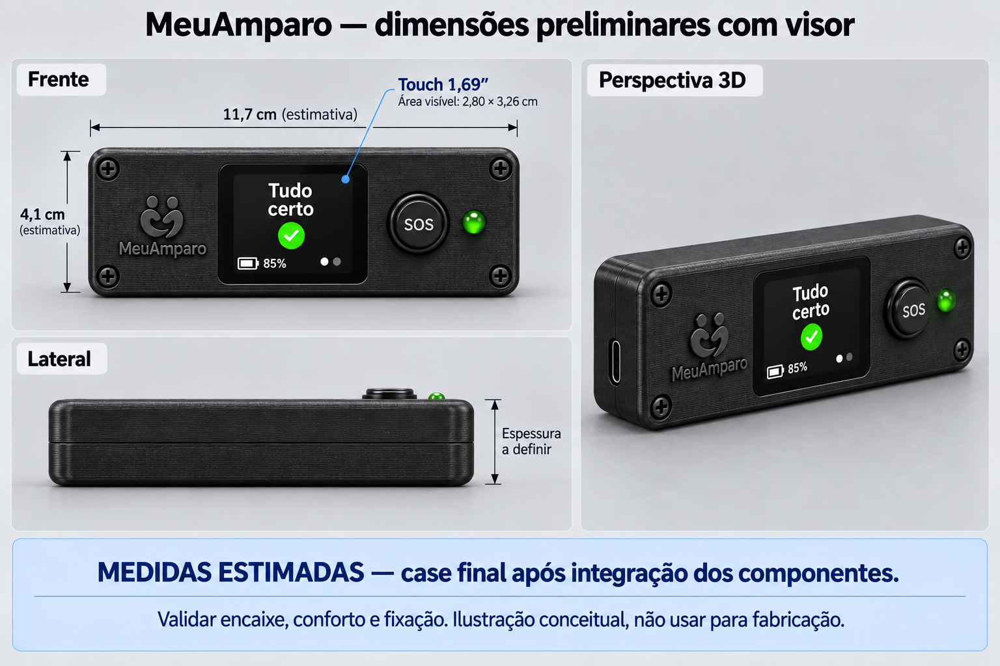 MeuAmparo — dimensões preliminares com visor
Frente
Touch 1,69”
Área visível: 2,80 × 3,26 cm
11,7 cm (estimativa)
4,1 cm
(estimativa)
MeuAmparo
Tudo
certo
85%
SOS
Lateral
Espessura
a definir
Perspectiva 3D
MeuAmparo
Tudo
certo
85%
SOS
MEDIDAS ESTIMADAS — case final após integração dos componentes.
Validar encaixe, conforto e fixação. Ilustração conceitual, não usar para fabricação.